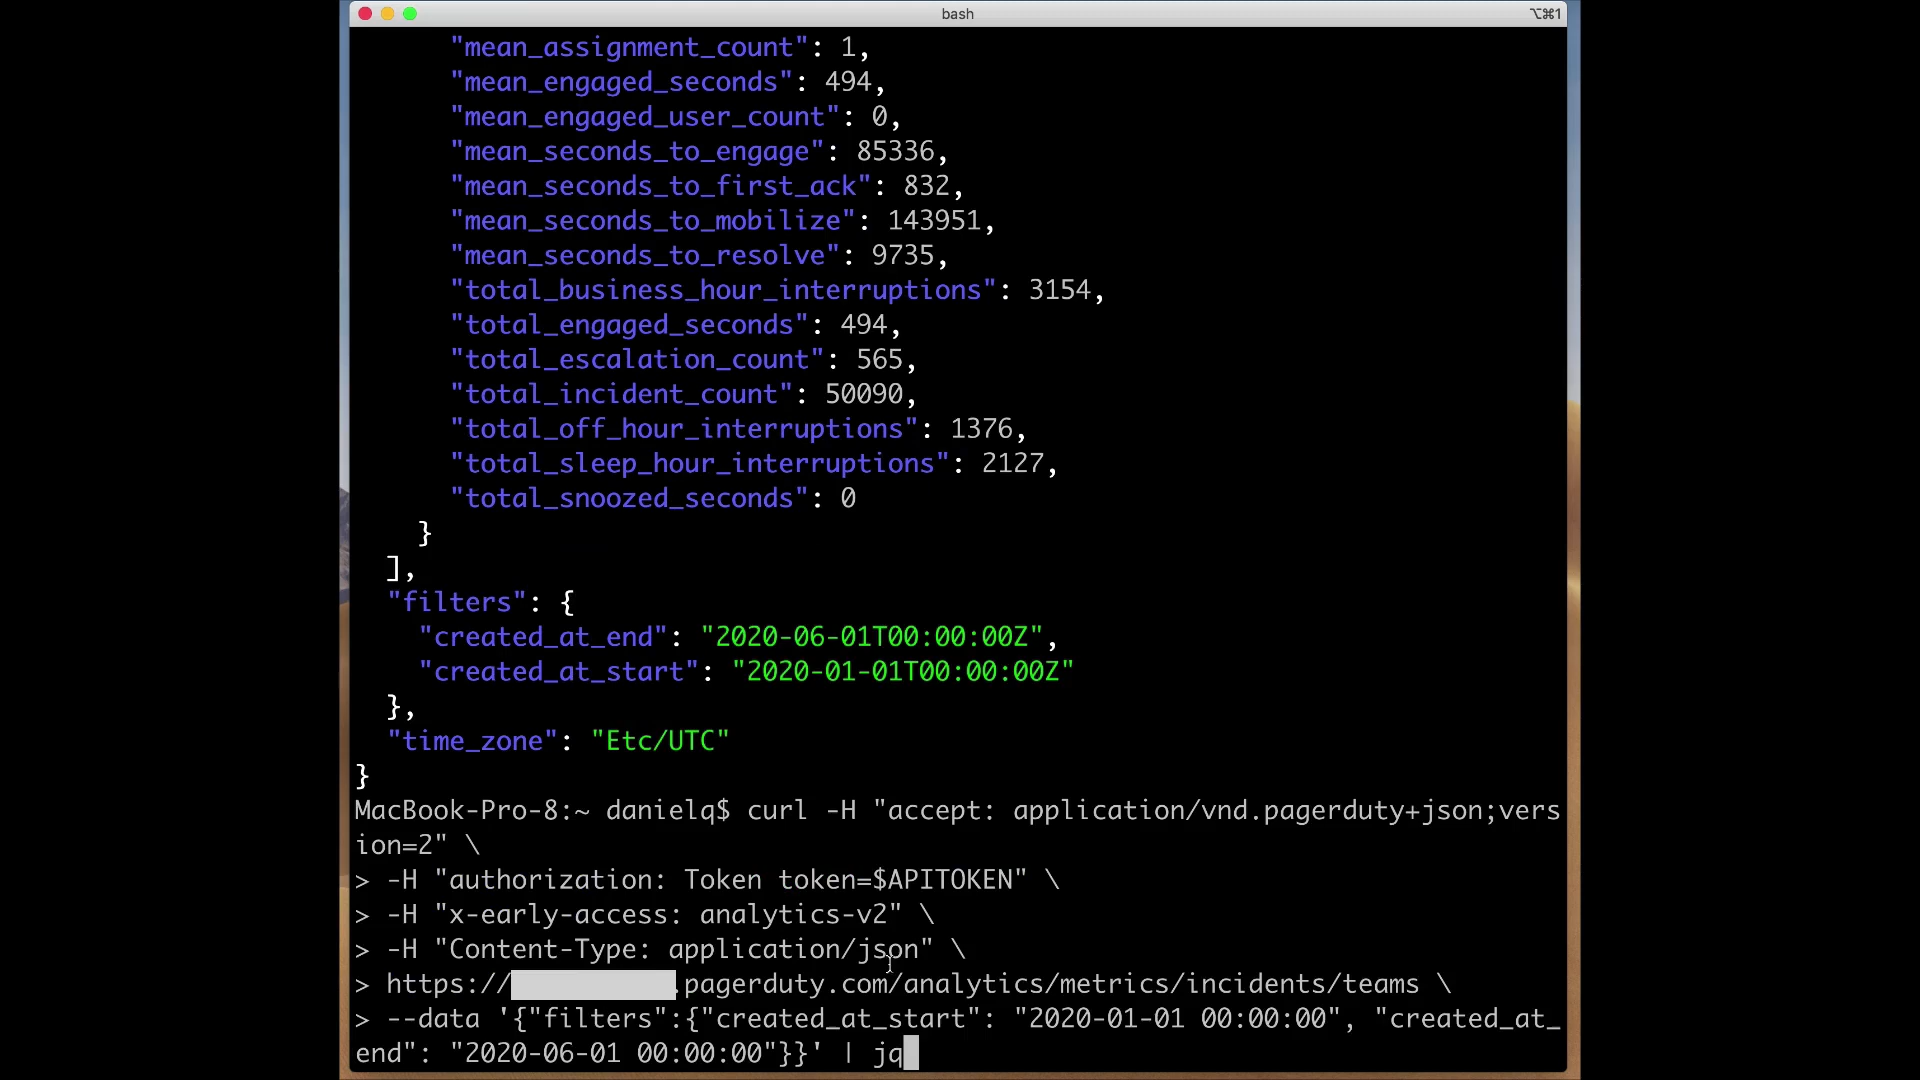 bash
⌥⌘1
"mean_assignment_count": 1,
"mean_engaged_seconds": 494,
"mean_engaged_user_count": 0,
"mean_seconds_to_engage": 85336,
"mean_seconds_to_first_ack": 832,
"mean_seconds_to_mobilize": 143951,
"mean_seconds_to_resolve": 9735,
"total_business_hour_interruptions": 3154,
"total_engaged_seconds": 494,
"total_escalation_count": 565,
"total_incident_count": 50090,
"total_off_hour_interruptions": 1376,
"total_sleep_hour_interruptions": 2127,
"total_snoozed_seconds": 0
}
],
"filters": {
"created_at_end": "2020-06-01T00:00:00Z",
"created_at_start": "2020-01-01T00:00:00Z"
},
"time_zone": "Etc/UTC"
}
MacBook-Pro-8:~ danielq$ curl -H "accept: application/vnd.pagerduty+json;vers
ion=2" \
> -H "authorization: Token token=$APITOKEN" \
> -H "x-early-access: analytics-v2" \
> -H "Content-Type: application/json" \
> https://.pagerduty.com/analytics/metrics/incidents/teams \
> --data '{"filters":{"created_at_start": "2020-01-01 00:00:00", "created_at_
end": "2020-06-01 00:00:00"}}' | jq